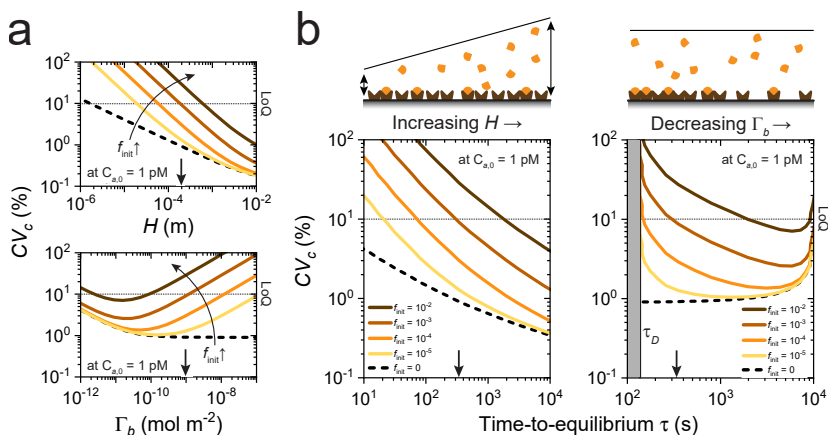 a
b
10²
10¹
10⁰
10⁻¹
LoQ
f_init↑
at C_a,0 = 1 pM
10⁻⁶
10⁻⁴
10⁻²
H (m)
CV_c (%)
10²
10¹
10⁰
10⁻¹
LoQ
f_init↑
at C_a,0 = 1 pM
10⁻¹²
10⁻¹⁰
10⁻⁸
Γ_b (mol m⁻²)
Increasing H →
Decreasing Γ_b →
CV_c (%)
10²
10¹
10⁰
10⁻¹
at C_a,0 = 1 pM
f_init = 10⁻²
f_init = 10⁻³
f_init = 10⁻⁴
f_init = 10⁻⁵
f_init = 0
10¹
10²
10³
10⁴
10²
10¹
10⁰
10⁻¹
at C_a,0 = 1 pM
LoQ
τ_D
f_init = 10⁻²
f_init = 10⁻³
f_init = 10⁻⁴
f_init = 10⁻⁵
f_init = 0
10²
10³
10⁴
Time-to-equilibrium τ (s)